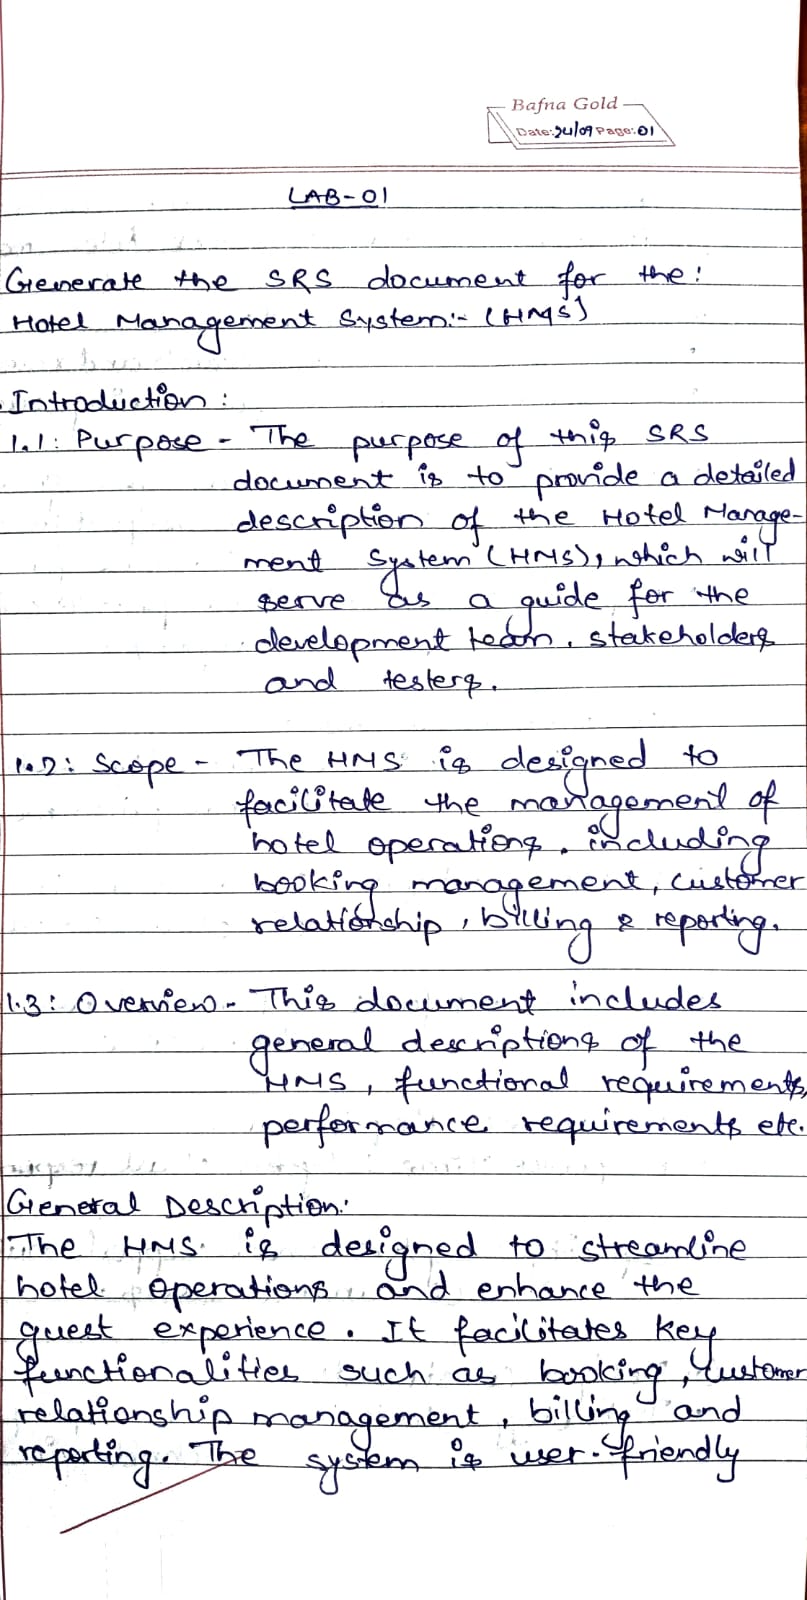 Bafna Gold
Date: 24/09 Page: 01
LAB-01
Generate the SRS document for the:
Hotel Management System:- (HMS)
Introduction :
1.1: Purpose - The purpose of this SRS
document is to provide a detailed
description of the Hotel Manage-
ment System (HMS), which will
serve as a guide for the
development team, stakeholders
and testers.
1.2: Scope - The HMS is designed to
facilitate the management of
hotel operations, including
booking management, customer
relationship, billing & reporting.
1.3: Overview - This document includes
general descriptions of the
HMS, functional requirements,
performance requirements etc.
General Description:
The HMS is designed to streamline
hotel operations and enhance the
guest experience. It facilitates key
functionalities such as booking, customer
relationship management, billing and
reporting. The system is user-friendly